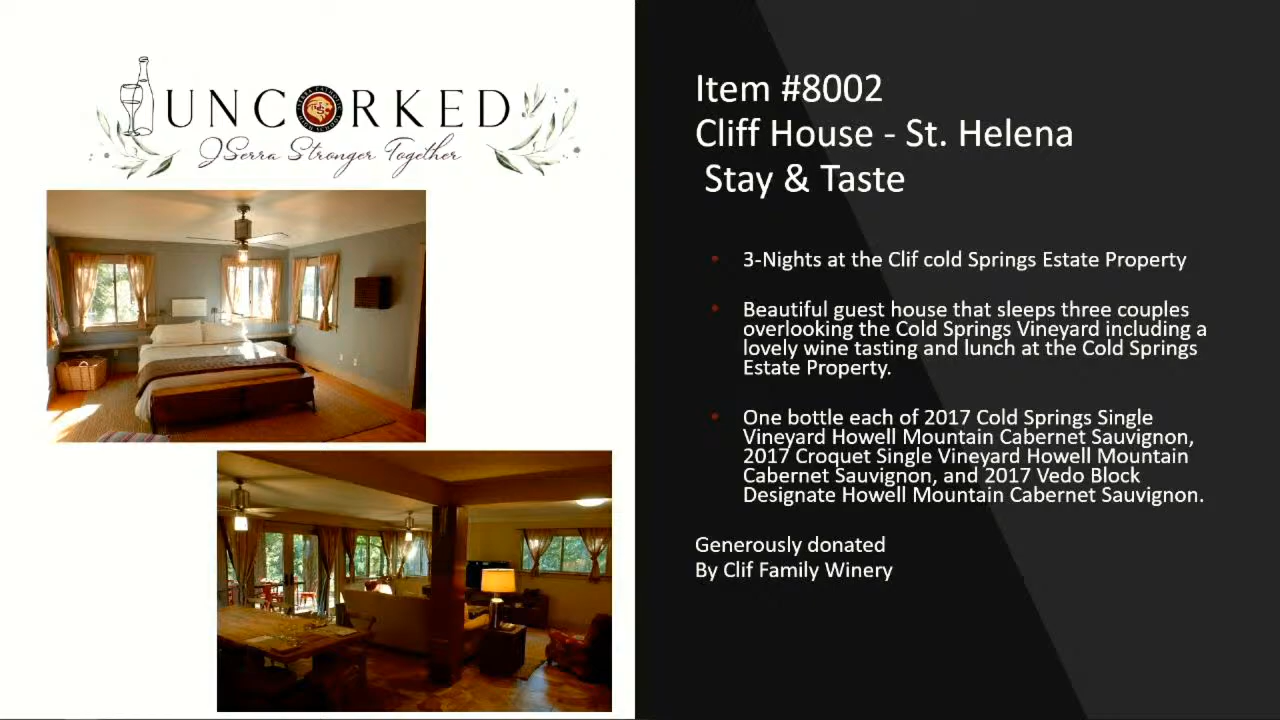 UNCORKED
JSerra Stronger Together
Item #8002
Cliff House - St. Helena
Stay & Taste
• 3-Nights at the Clif cold Springs Estate Property
• Beautiful guest house that sleeps three couples
overlooking the Cold Springs Vineyard including a
lovely wine tasting and lunch at the Cold Springs
Estate Property.
• One bottle each of 2017 Cold Springs Single
Vineyard Howell Mountain Cabernet Sauvignon,
2017 Croquet Single Vineyard Howell Mountain
Cabernet Sauvignon, and 2017 Vedo Block
Designate Howell Mountain Cabernet Sauvignon.
Generously donated
By Clif Family Winery